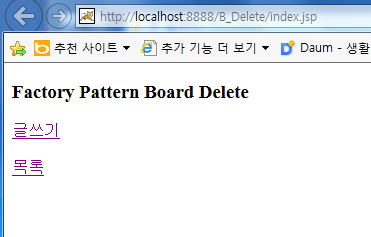 http://localhost:8888/B_Delete/index.jsp
추천 사이트 추가 기능 더 보기 Daum - 생활
Factory Pattern Board Delete
글쓰기
목록